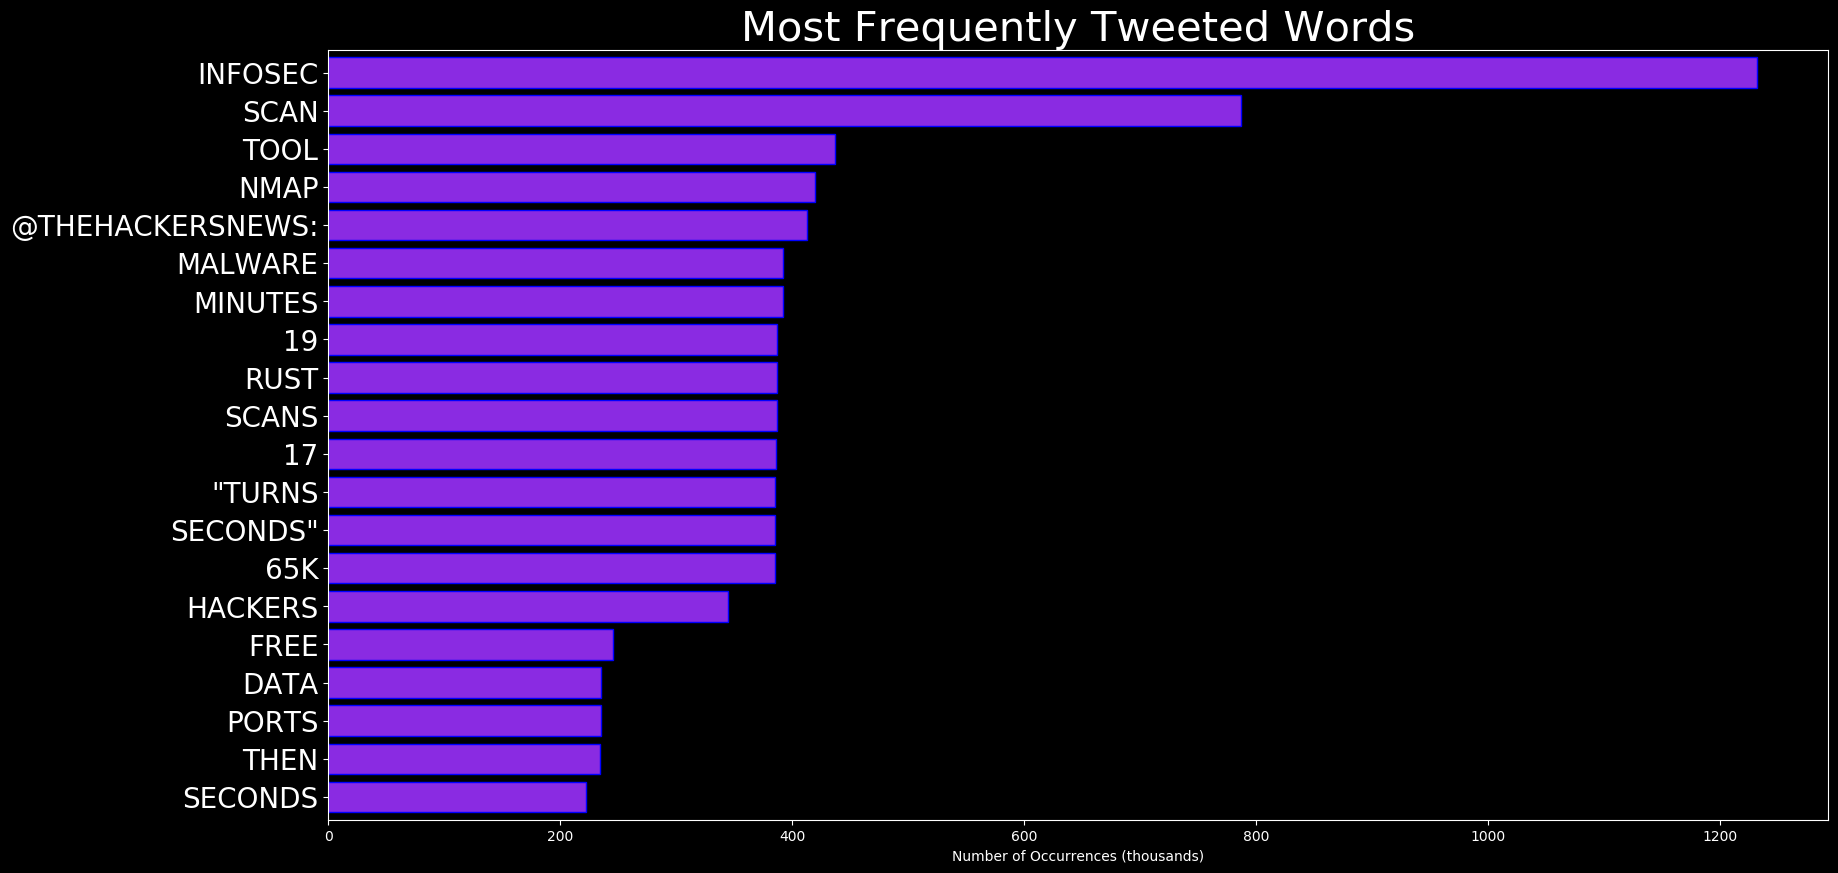 Most Frequently Tweeted Words
INFOSEC
SCAN
TOOL
NMAP
@THEHACKERSNEWS:
MALWARE
MINUTES
19
RUST
SCANS
17
"TURNS
SECONDS"
65K
HACKERS
FREE
DATA
PORTS
THEN
SECONDS
0 200 400 600 800 1000 1200
Number of Occurrences (thousands)